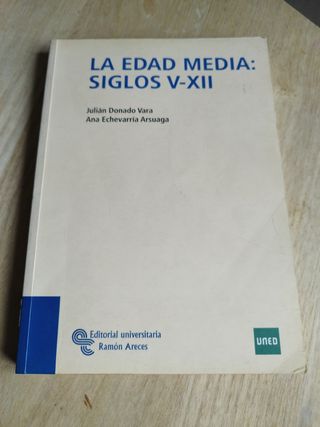 LA EDAD MEDIA:
SIGLOS V-XII
Julián Donado Vara
Ana Echevarría Arsuaga
Editorial universitaria
Ramón Areces
UNED